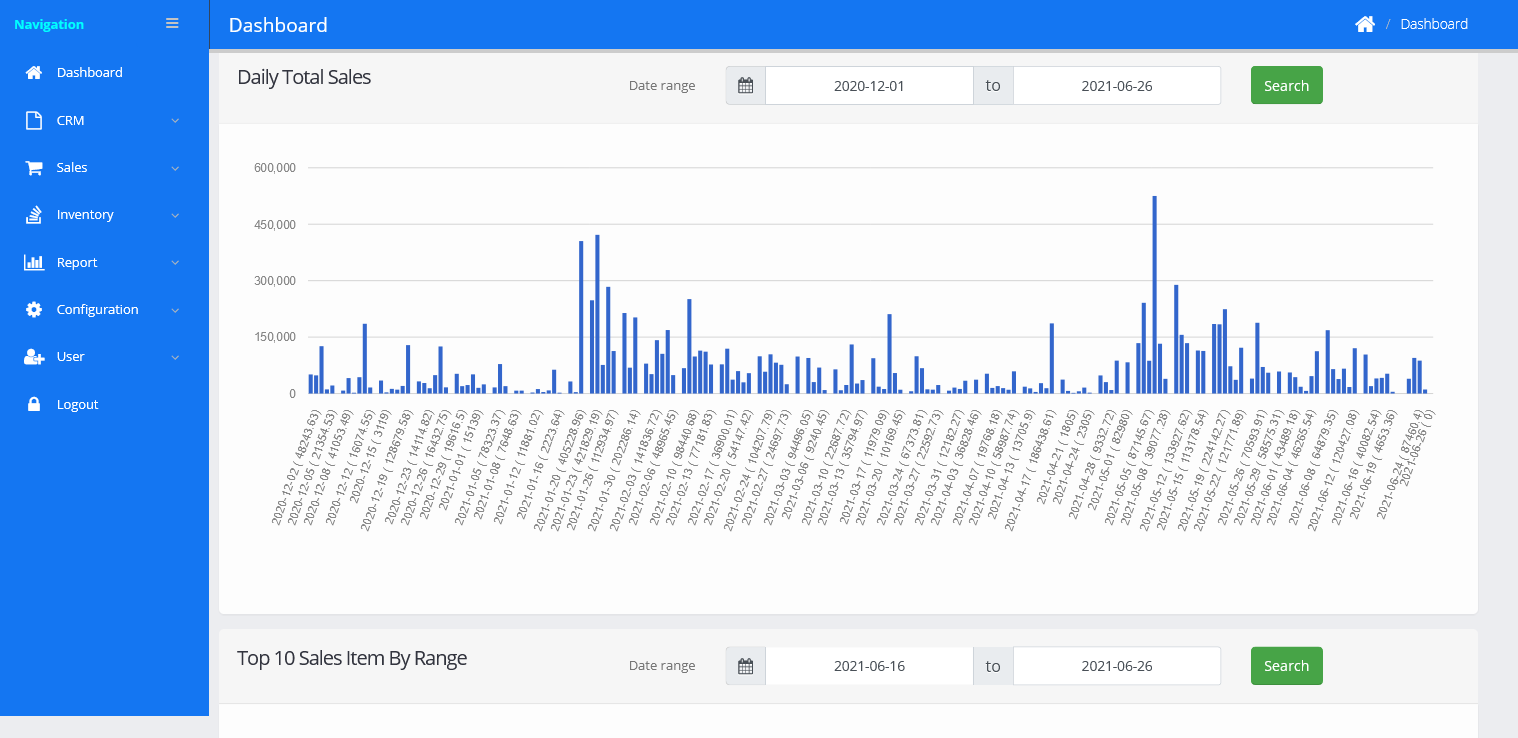 Navigation
Dashboard
Dashboard
/ Dashboard
Dashboard
CRM
Sales
Inventory
Report
Configuration
User
Logout
Daily Total Sales
Date range
2020-12-01
to
2021-06-26
Search
600,000
450,000
300,000
150,000
0
2020-12-02 ( 48243.63)
2020-12-05 ( 21354.53)
2020-12-08 ( 41053.49)
2020-12-12 ( 16074.55)
2020-12-15 ( 3119)
2020-12-19 ( 128679.58)
2020-12-23 ( 14114.82)
2020-12-26 ( 16432.75)
2020-12-29 ( 19616.5)
2021-01-01 ( 15139)
2021-01-05 ( 78323.37)
2021-01-08 ( 7648.63)
2021-01-12 ( 11881.02)
2021-01-16 ( 2223.64)
2021-01-20 ( 405228.96)
2021-01-23 ( 421829.19)
2021-01-26 ( 112934.97)
2021-01-30 ( 202286.14)
2021-02-03 ( 141836.72)
2021-02-06 ( 48965.45)
2021-02-10 ( 98440.68)
2021-02-13 ( 77181.83)
2021-02-17 ( 36900.01)
2021-02-20 ( 54147.42)
2021-02-24 ( 104207.79)
2021-02-27 ( 24697.73)
2021-03-03 ( 94496.05)
2021-03-06 ( 9240.45)
2021-03-10 ( 22687.72)
2021-03-13 ( 35794.97)
2021-03-17 ( 11979.09)
2021-03-20 ( 10169.45)
2021-03-24 ( 67373.81)
2021-03-27 ( 22592.73)
2021-03-31 ( 12182.27)
2021-04-03 ( 36828.46)
2021-04-07 ( 19768.18)
2021-04-10 ( 58987.74)
2021-04-13 ( 13705.9)
2021-04-17 ( 186438.61)
2021-04-21 ( 1805)
2021-04-24 ( 2305)
2021-04-28 ( 9332.72)
2021-05-01 ( 82980)
2021-05-05 ( 87145.67)
2021-05-08 ( 39077.28)
2021-05-12 ( 133927.62)
2021-05-15 ( 113178.54)
2021-05-19 ( 224142.27)
2021-05-22 ( 121771.89)
2021-05-26 ( 70593.91)
2021-05-29 ( 58575.31)
2021-06-01 ( 43489.18)
2021-06-04 ( 46265.54)
2021-06-08 ( 64879.35)
2021-06-12 ( 120427.08)
2021-06-16 ( 40082.54)
2021-06-19 ( 4653.36)
2021-06-24 ( 87460.4)
2021-06-26 ( 0)
Top 10 Sales Item By Range
Date range
2021-06-16
to
2021-06-26
Search